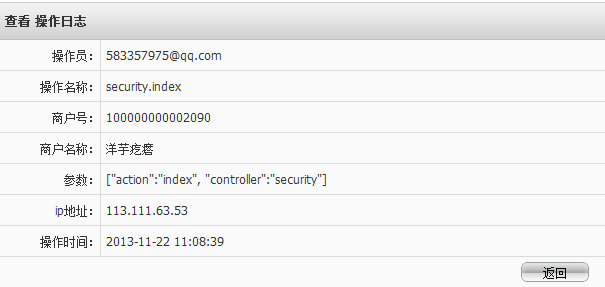 查看 操作日志
操作员： 583357975@qq.com
操作名称： security.index
商户号： 100000000002090
商户名称： 洋芋疙瘩
参数： ["action":"index", "controller":"security"]
ip地址： 113.111.63.53
操作时间： 2013-11-22 11:08:39
返回